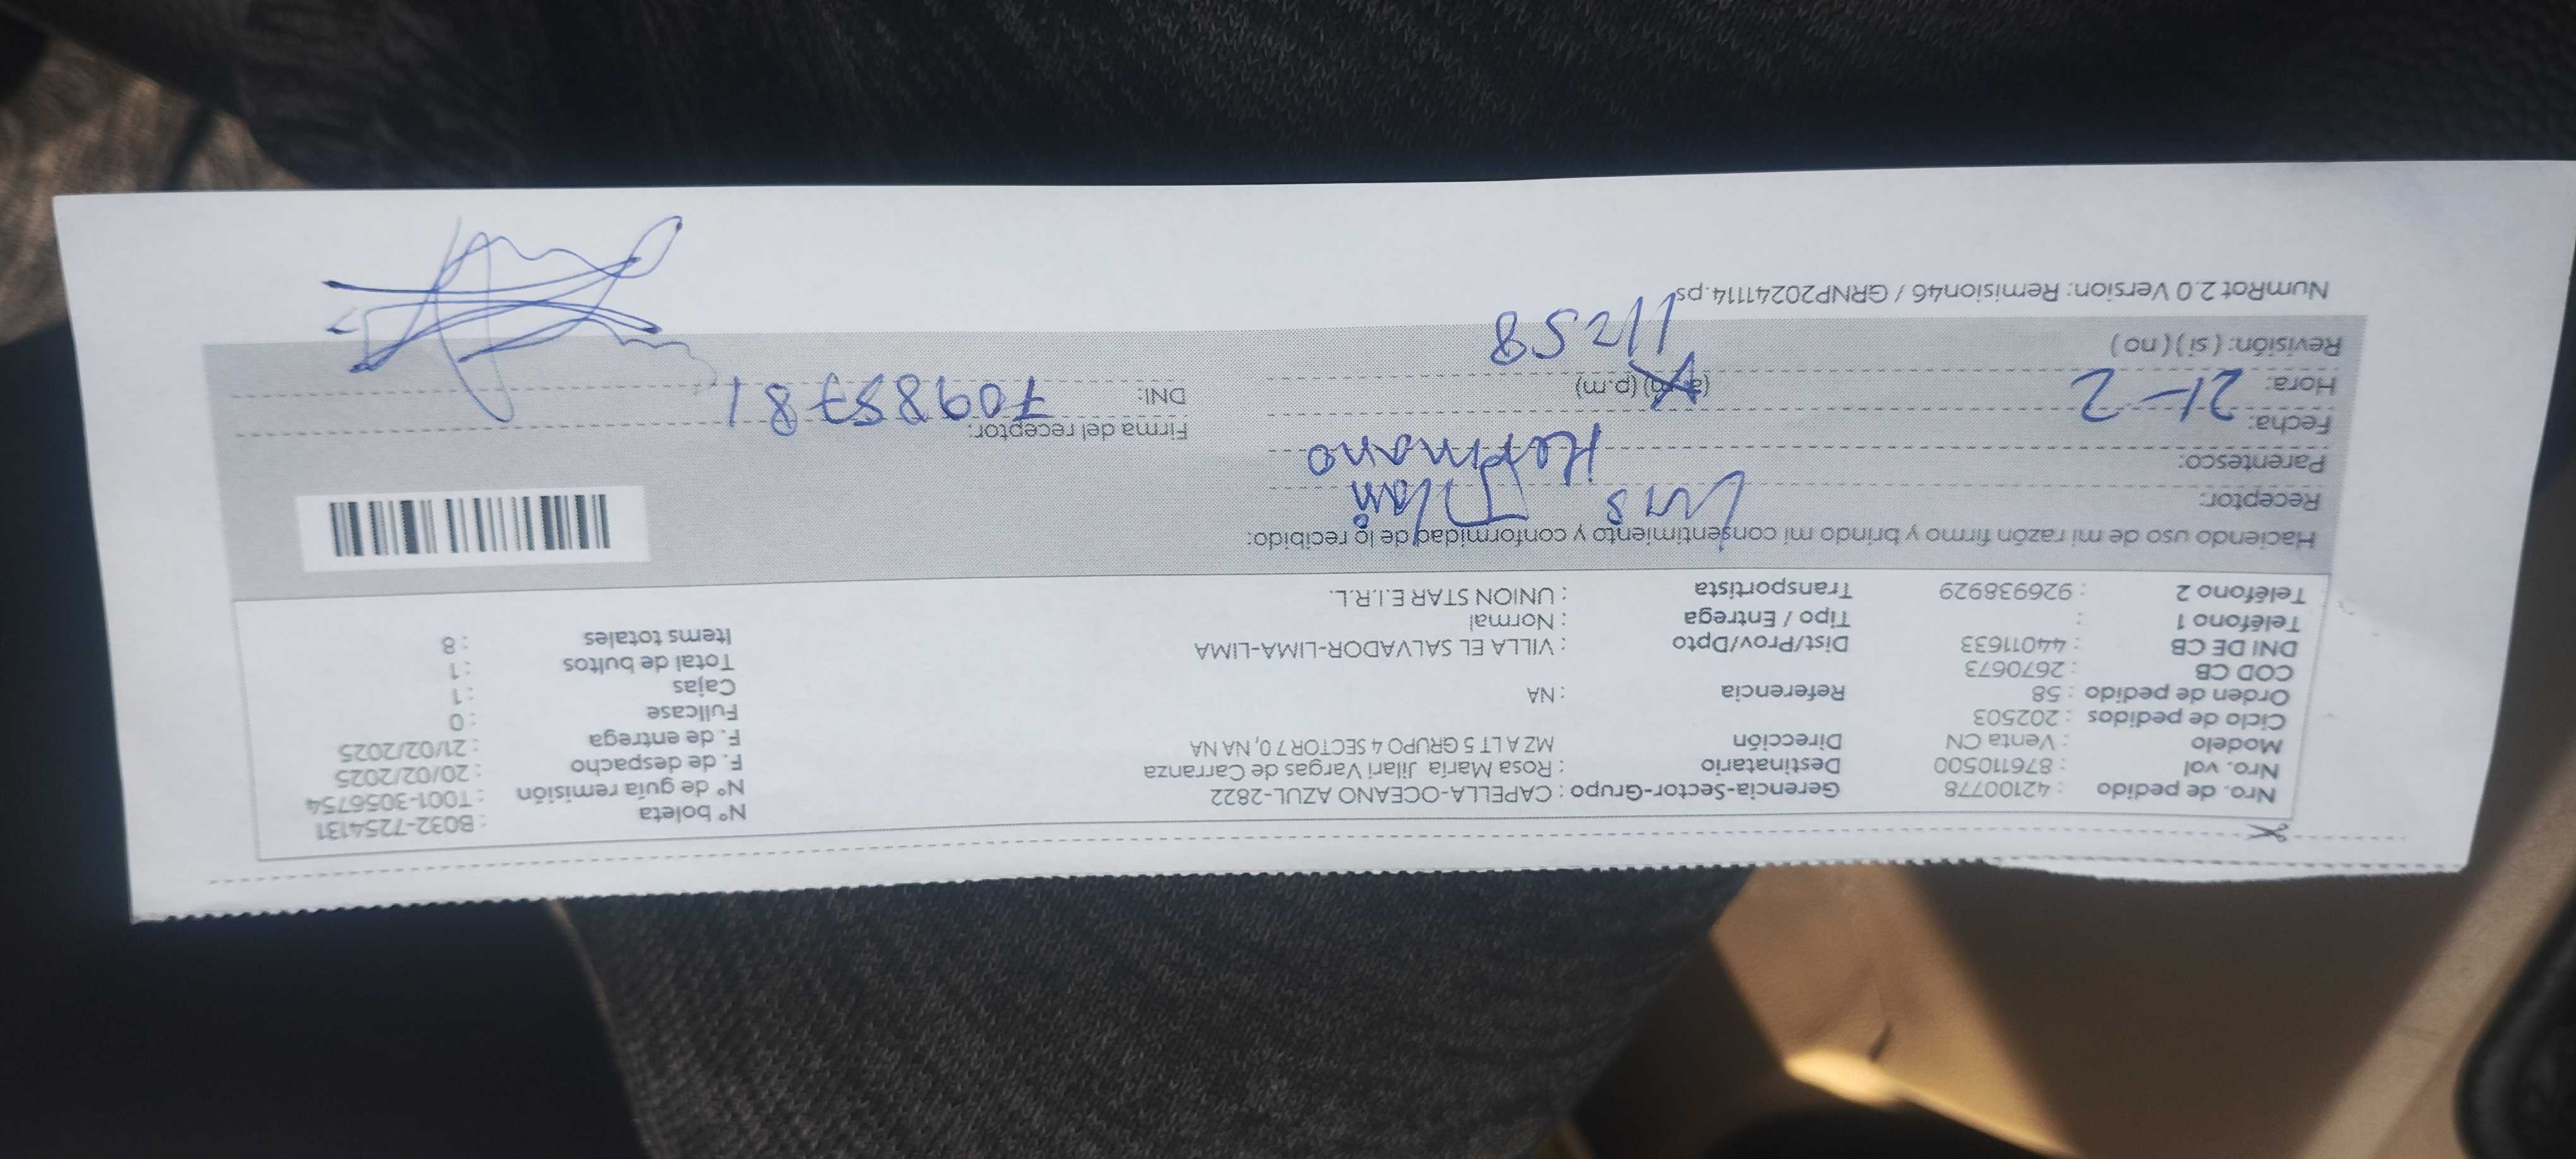 Nro. de pedido : 42100778 Gerencia-Sector-Grupo : CAPELLA-OCEANO AZUL-2822 N° boleta : B032-7254131
Nro. vol : 876110500 Destinatario : Rosa María Jilari Vargas de Carranza N° de guía remisión : T001-3056754
Modelo : Venta CN Dirección MZ A LT 5 GRUPO 4 SECTOR 7 0, NA NA F. de despacho : 20/02/2025
Ciclo de pedidos : 202503 F. de entrega : 21/02/2025
Orden de pedido : 58 Referencia : NA Fullcase : 0
COD CB : 2670673 Cajas : 1
DNI DE CB : 44011633 Dist/Prov/Dpto : VILLA EL SALVADOR-LIMA-LIMA Total de bultos : 1
Teléfono 1 : Tipo / Entrega : Normal Items totales : 8
Teléfono 2 : 926938929 Transportista : UNION STAR E.I.R.L.
Haciendo uso de mi razón firmo y brindo mi consentimiento y conformidad de lo recibido:
Receptor: Luis
Parentesco: Hermano
Fecha: 21-2 Firma del receptor:
Hora: (a.m) (p.m) DNI: 70985781
Revisión: ( si ) ( no ) 11:58
NumRot 2.0 Version: Remision46 / GRNP20241114.ps